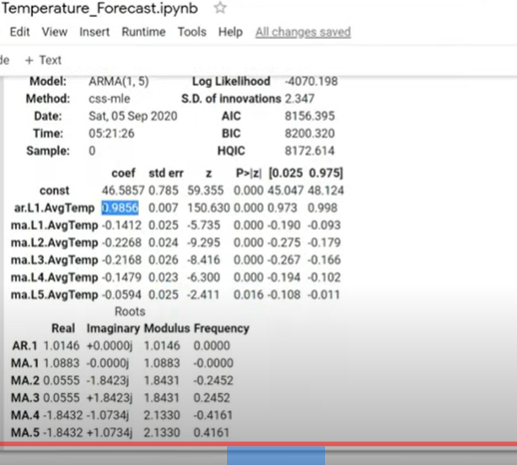 Temperature_Forecast.ipynb
Edit View Insert Runtime Tools Help All changes saved
+ Text
Model: ARMA(1, 5) Log Likelihood -4070.198
Method: css-mle S.D. of innovations 2.347
Date: Sat, 05 Sep 2020 AIC 8156.395
Time: 05:21:26 BIC 8200.320
Sample: 0 HQIC 8172.614
coef std err z P>|z| [0.025 0.975]
const 46.5857 0.785 59.355 0.000 45.047 48.124
ar.L1.AvgTemp 0.9856 0.007 150.630 0.000 0.973 0.998
ma.L1.AvgTemp -0.1412 0.025 -5.735 0.000 -0.190 -0.093
ma.L2.AvgTemp -0.2268 0.024 -9.295 0.000 -0.275 -0.179
ma.L3.AvgTemp -0.2168 0.026 -8.416 0.000 -0.267 -0.166
ma.L4.AvgTemp -0.1479 0.023 -6.300 0.000 -0.194 -0.102
ma.L5.AvgTemp -0.0594 0.025 -2.411 0.016 -0.108 -0.011
Roots
Real Imaginary Modulus Frequency
AR.1 1.0146 +0.0000j 1.0146 0.0000
MA.1 1.0883 -0.0000j 1.0883 -0.0000
MA.2 0.0555 -1.8423j 1.8431 -0.2452
MA.3 0.0555 +1.8423j 1.8431 0.2452
MA.4 -1.8432 -1.0734j 2.1330 -0.4161
MA.5 -1.8432 +1.0734j 2.1330 0.4161